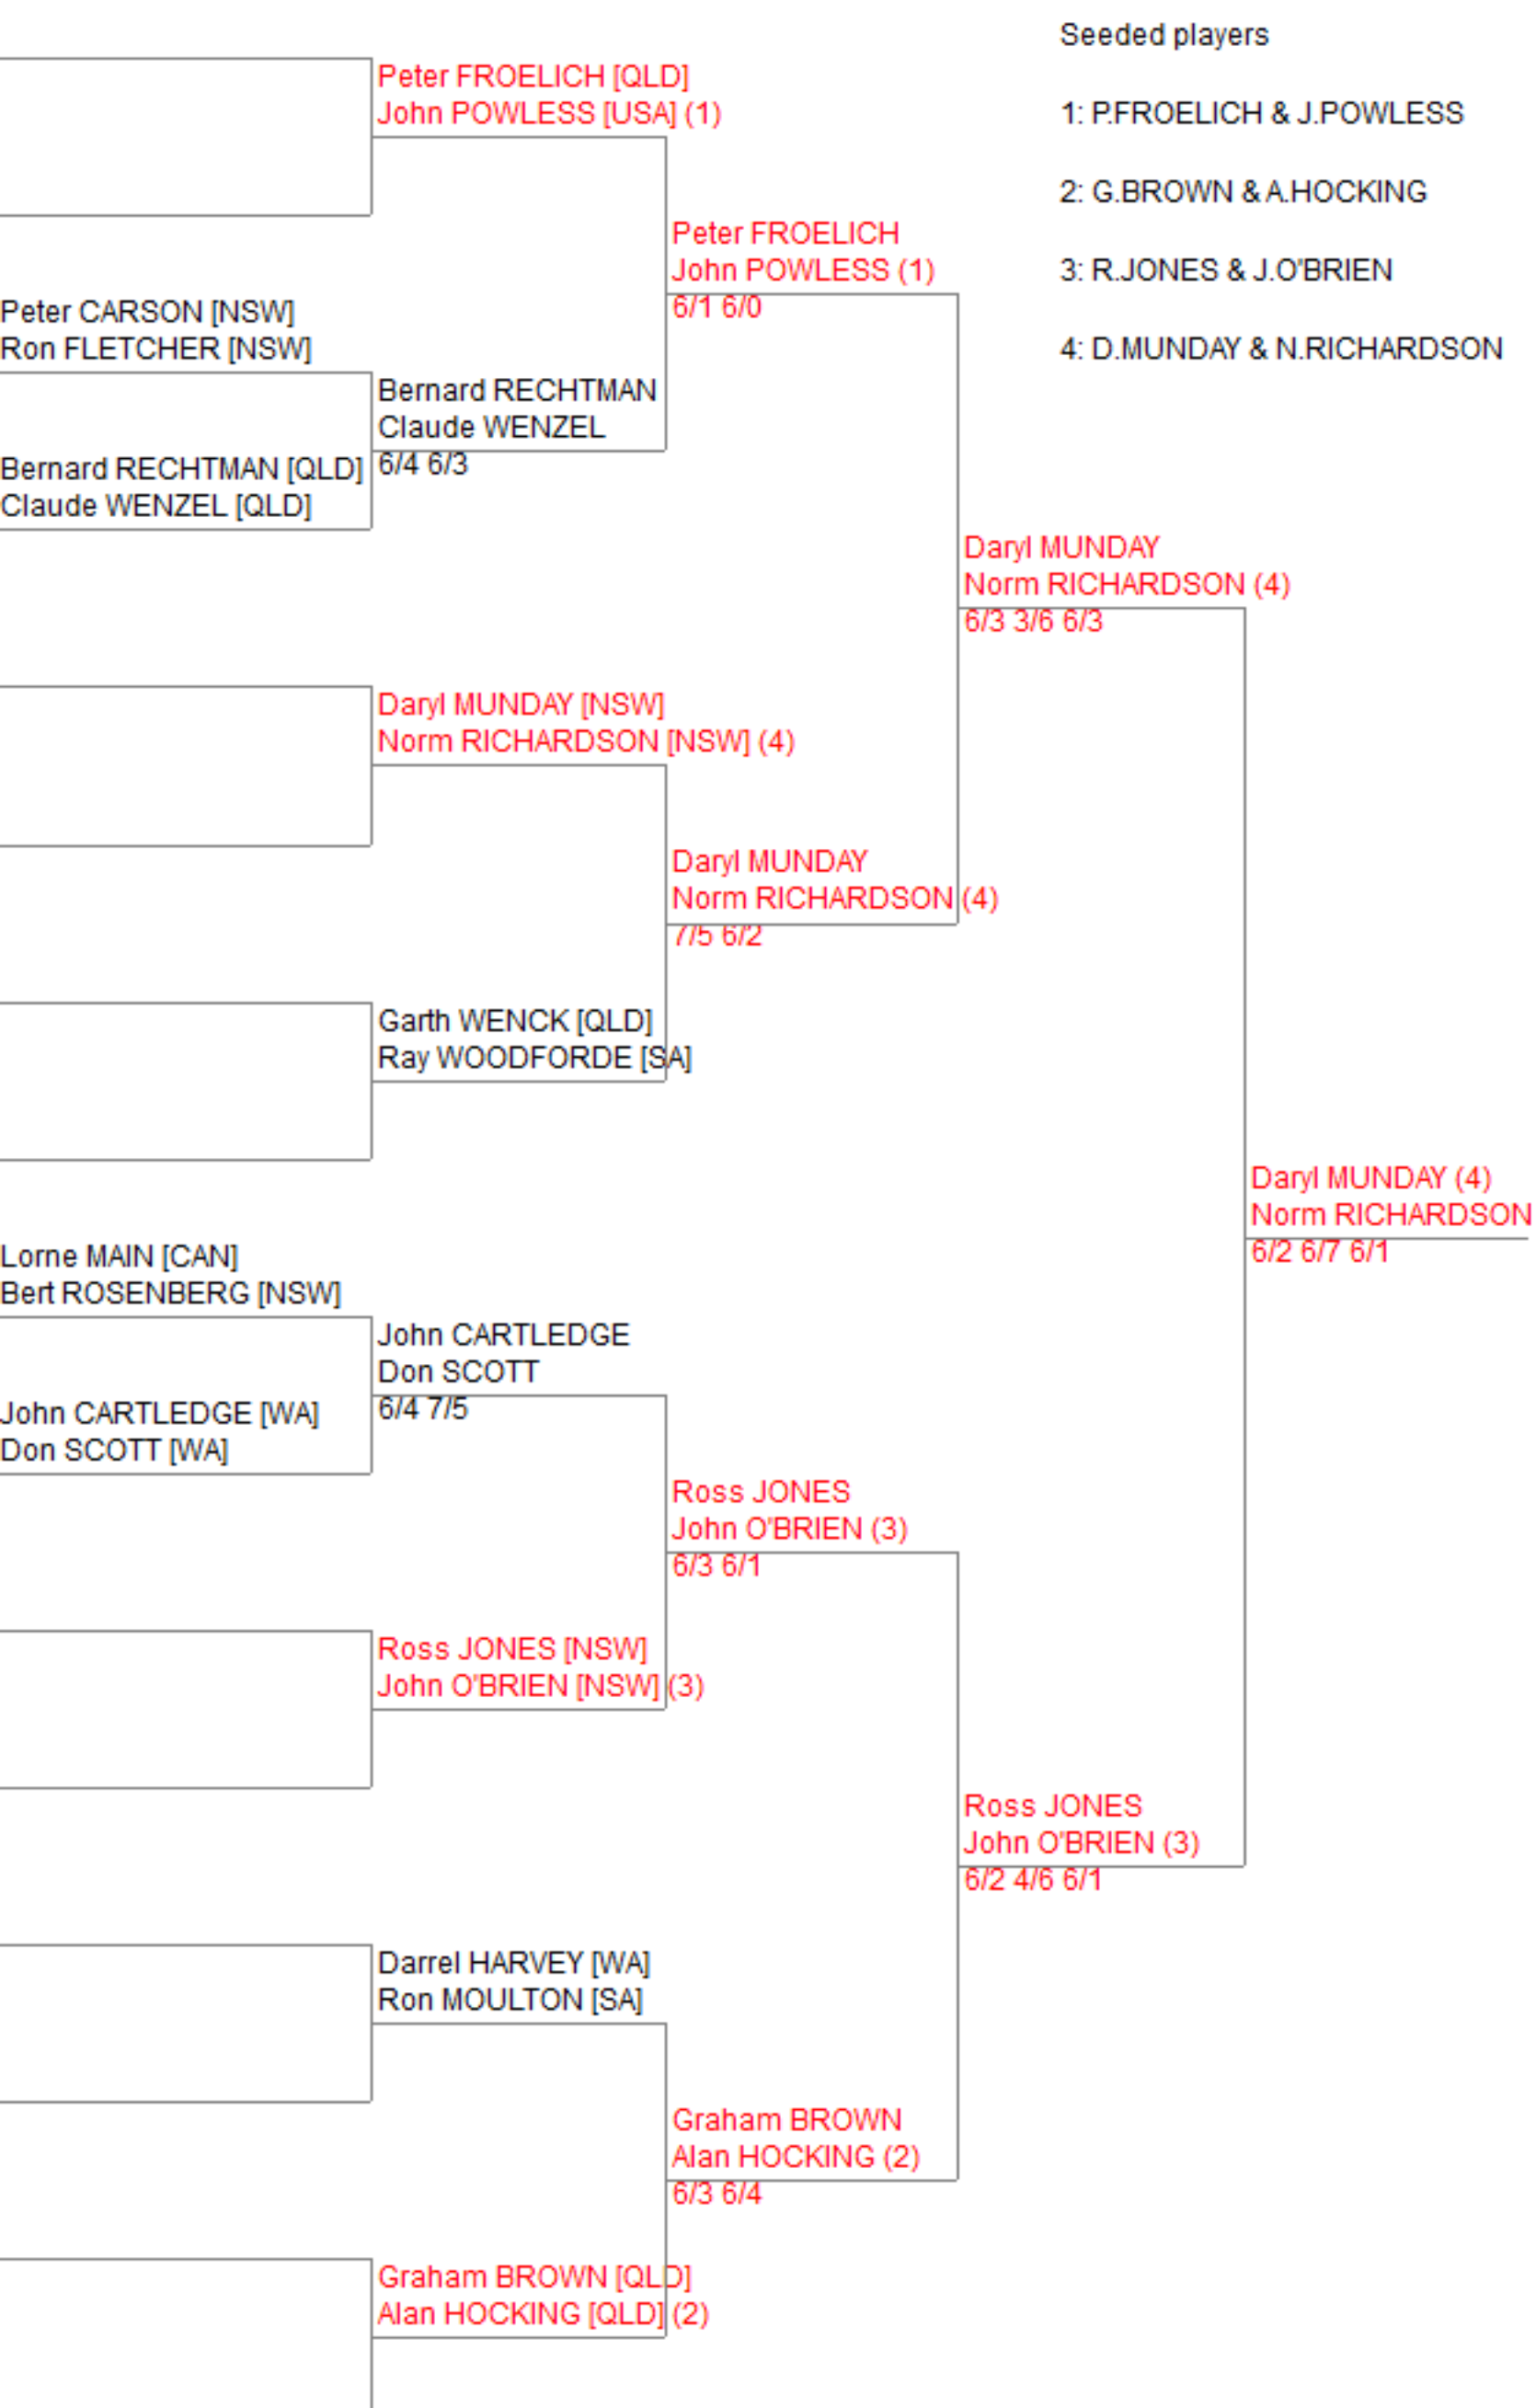 Seeded players
Peter FROELICH [QLD]
John POWLESS [USA] (1)
1: P.FROELICH & J.POWLESS
2: G.BROWN & A.HOCKING
Peter FROELICH
John POWLESS (1)
6/1 6/0
3: R.JONES & J.O'BRIEN
Peter CARSON [NSW]
Ron FLETCHER [NSW]
4: D.MUNDAY & N.RICHARDSON
Bernard RECHTMAN
Claude WENZEL
6/4 6/3
Bernard RECHTMAN [QLD]
Claude WENZEL [QLD]
Daryl MUNDAY
Norm RICHARDSON (4)
6/3 3/6 6/3
Daryl MUNDAY [NSW]
Norm RICHARDSON [NSW] (4)
Daryl MUNDAY
Norm RICHARDSON (4)
7/5 6/2
Garth WENCK [QLD]
Ray WOODFORDE [SA]
Daryl MUNDAY (4)
Norm RICHARDSON
6/2 6/7 6/1
Lorne MAIN [CAN]
Bert ROSENBERG [NSW]
John CARTLEDGE
Don SCOTT
6/4 7/5
John CARTLEDGE [WA]
Don SCOTT [WA]
Ross JONES
John O'BRIEN (3)
6/3 6/1
Ross JONES [NSW]
John O'BRIEN [NSW] (3)
Ross JONES
John O'BRIEN (3)
6/2 4/6 6/1
Darrel HARVEY [WA]
Ron MOULTON [SA]
Graham BROWN
Alan HOCKING (2)
6/3 6/4
Graham BROWN [QLD]
Alan HOCKING [QLD] (2)